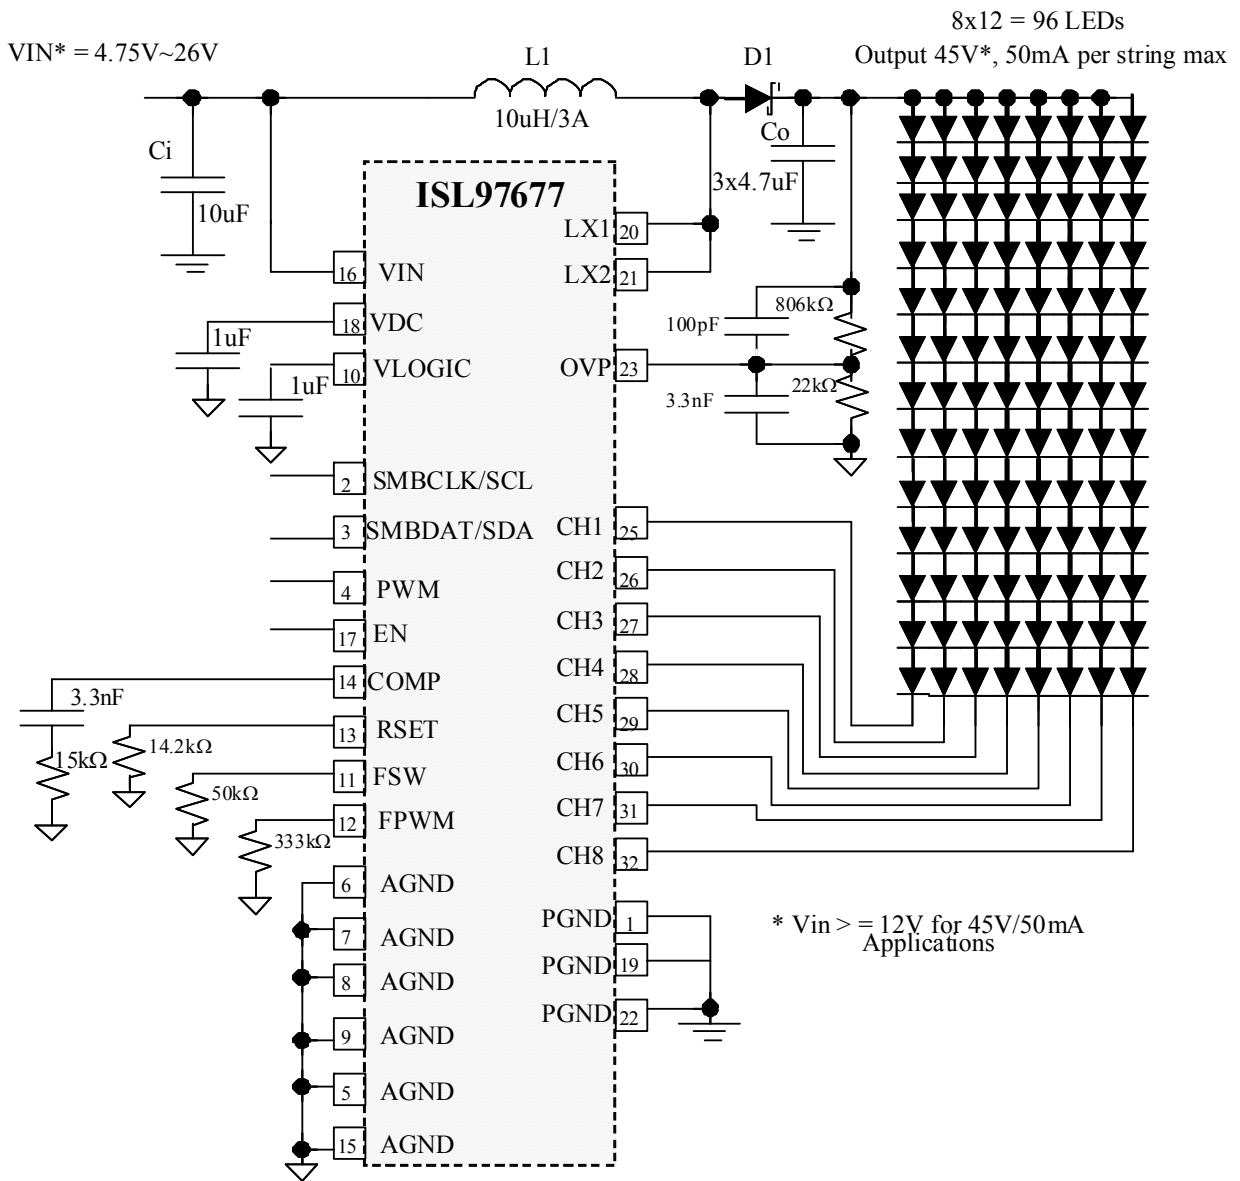 8x12 = 96 LEDs
VIN* = 4.75V~26V
Output 45V*, 50mA per string max
L1
D1
10uH/3A
Co
Ci
3x4.7uF
10uF
ISL97677
LX1 20
16 VIN
LX2 21
806kΩ
18 VDC
100pF
1uF
10 VLOGIC
OVP 23
1uF
3.3nF
22kΩ
2 SMBCLK/SCL
3 SMBDAT/SDA
CH1 25
4 PWM
CH2 26
17 EN
CH3 27
14 COMP
CH4 28
3.3nF
13 RSET
CH5 29
14.2kΩ
15kΩ
11 FSW
CH6 30
50kΩ
12 FPWM
CH7 31
333kΩ
CH8 32
6 AGND
PGND 1
* Vin > = 12V for 45V/50mA
Applications
7 AGND
PGND 19
8 AGND
PGND 22
9 AGND
5 AGND
15 AGND